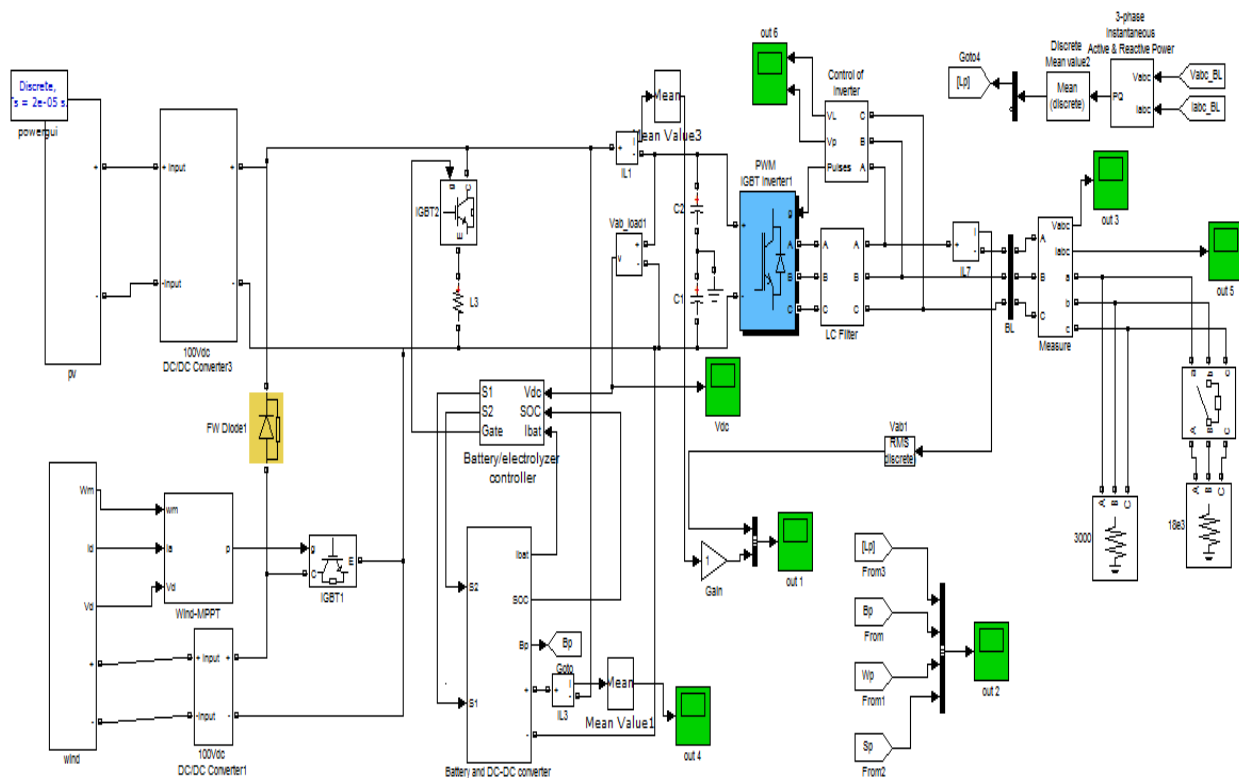 Discrete,
Ts = 2e-05 s.
powergui
+
-
pv
+ Input
-Input
+
-
100Vdc
DC/DC Converter3
FW Diode1
Wm
Id
Vd
+
-
wind
wm
Ia
Vd
p
Wind-MPPT
g
C
E
IGBT1
+ Input
-Input
+
-
100Vdc
DC/DC Converter1
g
C
E
IGBT2
L3
S1
S2
Gate
Vdc
SOC
Ibat
Battery/electrolyzer
controller
S2
S1
Ibat
SOC
Bp
+
-
Battery and DC-DC converter
Bp
Goto
+
-
i
IL3
Mean
Mean Value1
out 4
+
-
i
IL1
Mean
Mean Value3
Vab_load1
v
+
-
C2
C1
Vdc
PWM
IGBT Inverter1
g
+
-
A
B
C
out 6
Control of
Inverter
VL
Vp
Pulses
C
B
A
A
B
C
A
B
C
LC Filter
+
-
i
IL7
BL
A
B
C
Vabc
Iabc
a
b
c
Measure
out 3
out 5
Goto4
[Lp]
Discrete
Mean value2
Mean
(discrete)
3-phase
Instantaneous
Active & Reactive Power
PQ
Vabc
Iabc
Vabc_BL
Iabc_BL
Vab1
RMS
discrete)
1
Gain
out 1
[Lp]
From3
Bp
From
Wp
From1
Sp
From2
out 2
a
b
c
A
B
C
A
B
C
3000
A
B
C
18e3